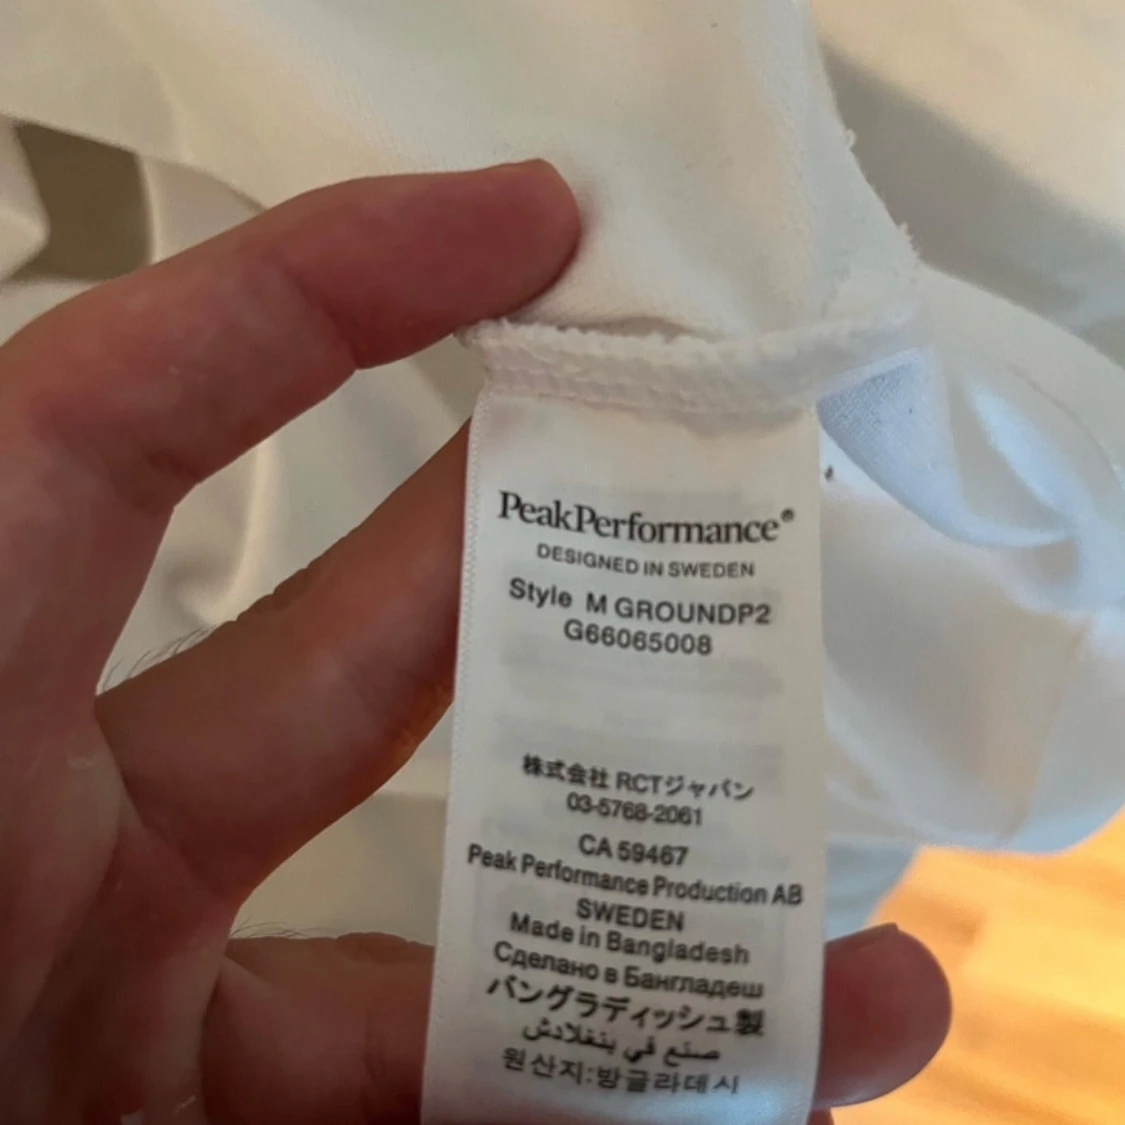 PeakPerformance®
DESIGNED IN SWEDEN
Style M GROUNDP2
G66065008
株式会社 RCTジャパン
03-5768-2061
CA 59467
Peak Performance Production AB
SWEDEN
Made in Bangladesh
Сделано в Бангладеш
バングラディッシュ製
صنع في بنغلادش
원산지:방글라데시